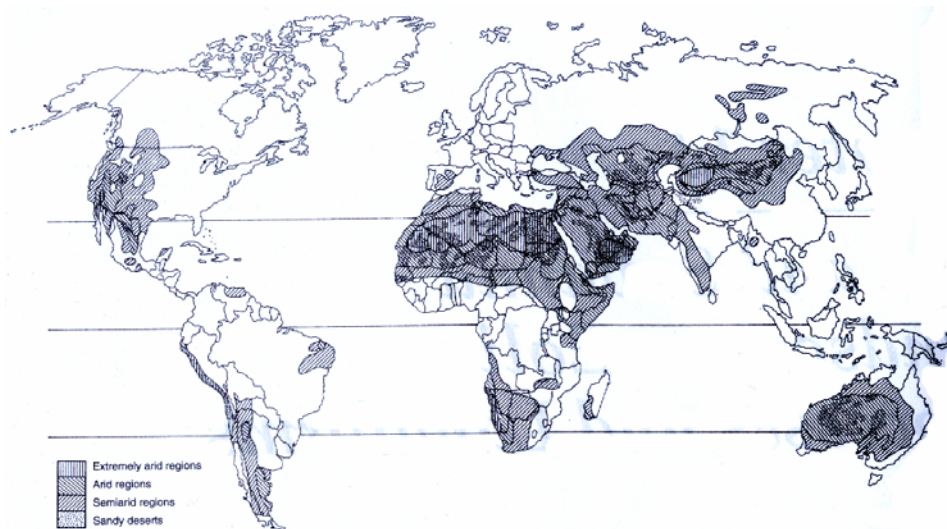 Extremely arid regions
Arid regions
Semiarid regions
Sandy deserts